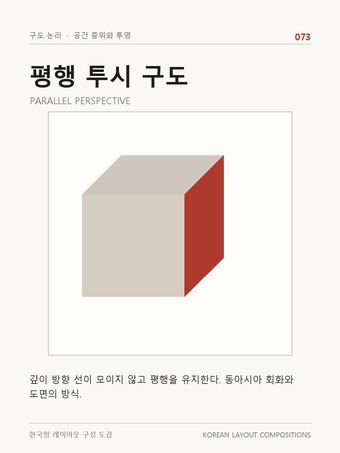 구도 논리 · 공간 층위와 투영
073
평행 투시 구도
PARALLEL PERSPECTIVE
깊이 방향 선이 모이지 않고 평행을 유지한다. 동아시아 회화와
도면의 방식.
한국형 레이아웃 구성 도감
KOREAN LAYOUT COMPOSITIONS